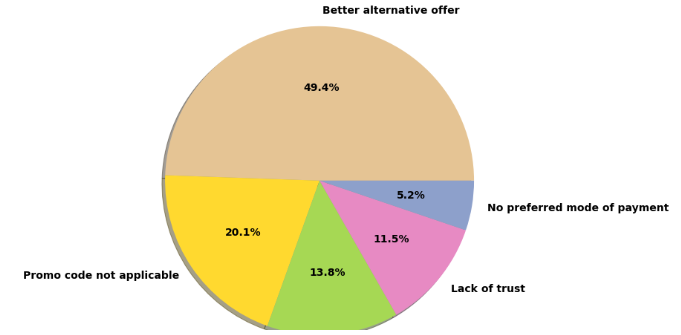 Better alternative offer
49.4%
5.2%
No preferred mode of payment
20.1%
11.5%
13.8%
Promo code not applicable
Lack of trust